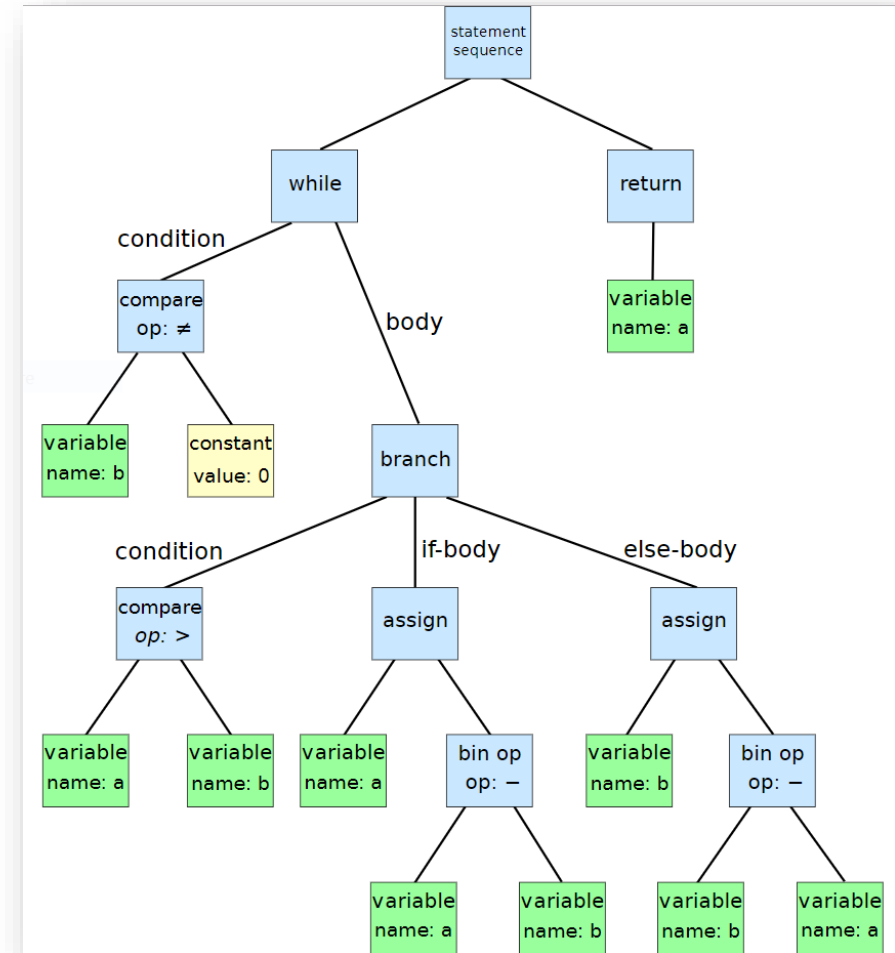 statement
sequence
while
return
condition
body
compare
op: ≠
variable
name: a
variable
name: b
constant
value: 0
branch
condition
if-body
else-body
compare
op: >
assign
assign
variable
name: a
variable
name: b
variable
name: a
bin op
op: −
variable
name: b
bin op
op: −
variable
name: a
variable
name: b
variable
name: b
variable
name: a